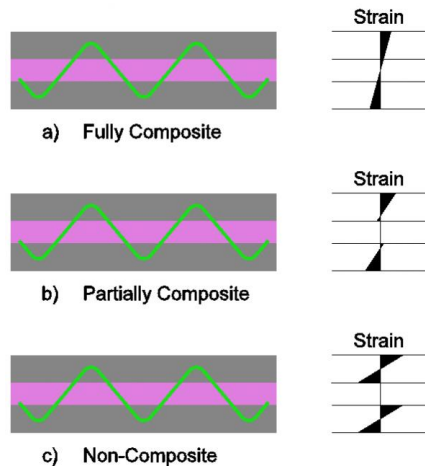 Strain
a) Fully Composite
Strain
b) Partially Composite
Strain
c) Non-Composite